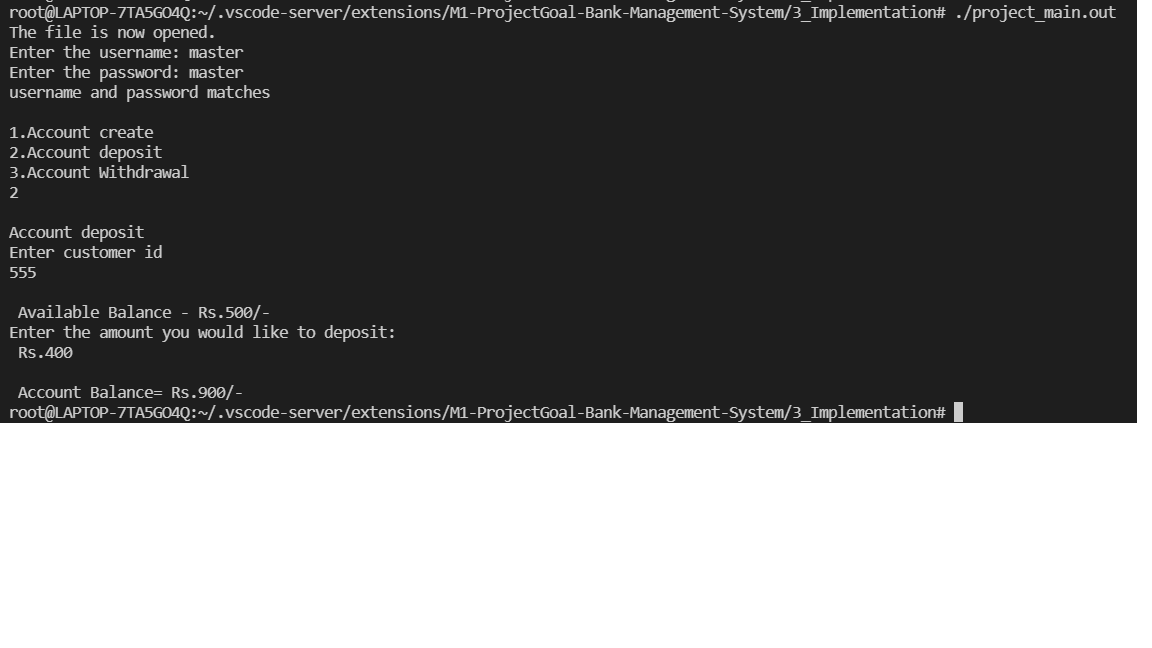 root@LAPTOP-7TA5GO4Q:~/.vscode-server/extensions/M1-ProjectGoal-Bank-Management-System/3_Implementation# ./project_main.out
The file is now opened.
Enter the username: master
Enter the password: master
username and password matches
1.Account create
2.Account deposit
3.Account Withdrawal
2
Account deposit
Enter customer id
555
Available Balance - Rs.500/-
Enter the amount you would like to deposit:
Rs.400
Account Balance= Rs.900/-
root@LAPTOP-7TA5GO4Q:~/.vscode-server/extensions/M1-ProjectGoal-Bank-Management-System/3_Implementation#